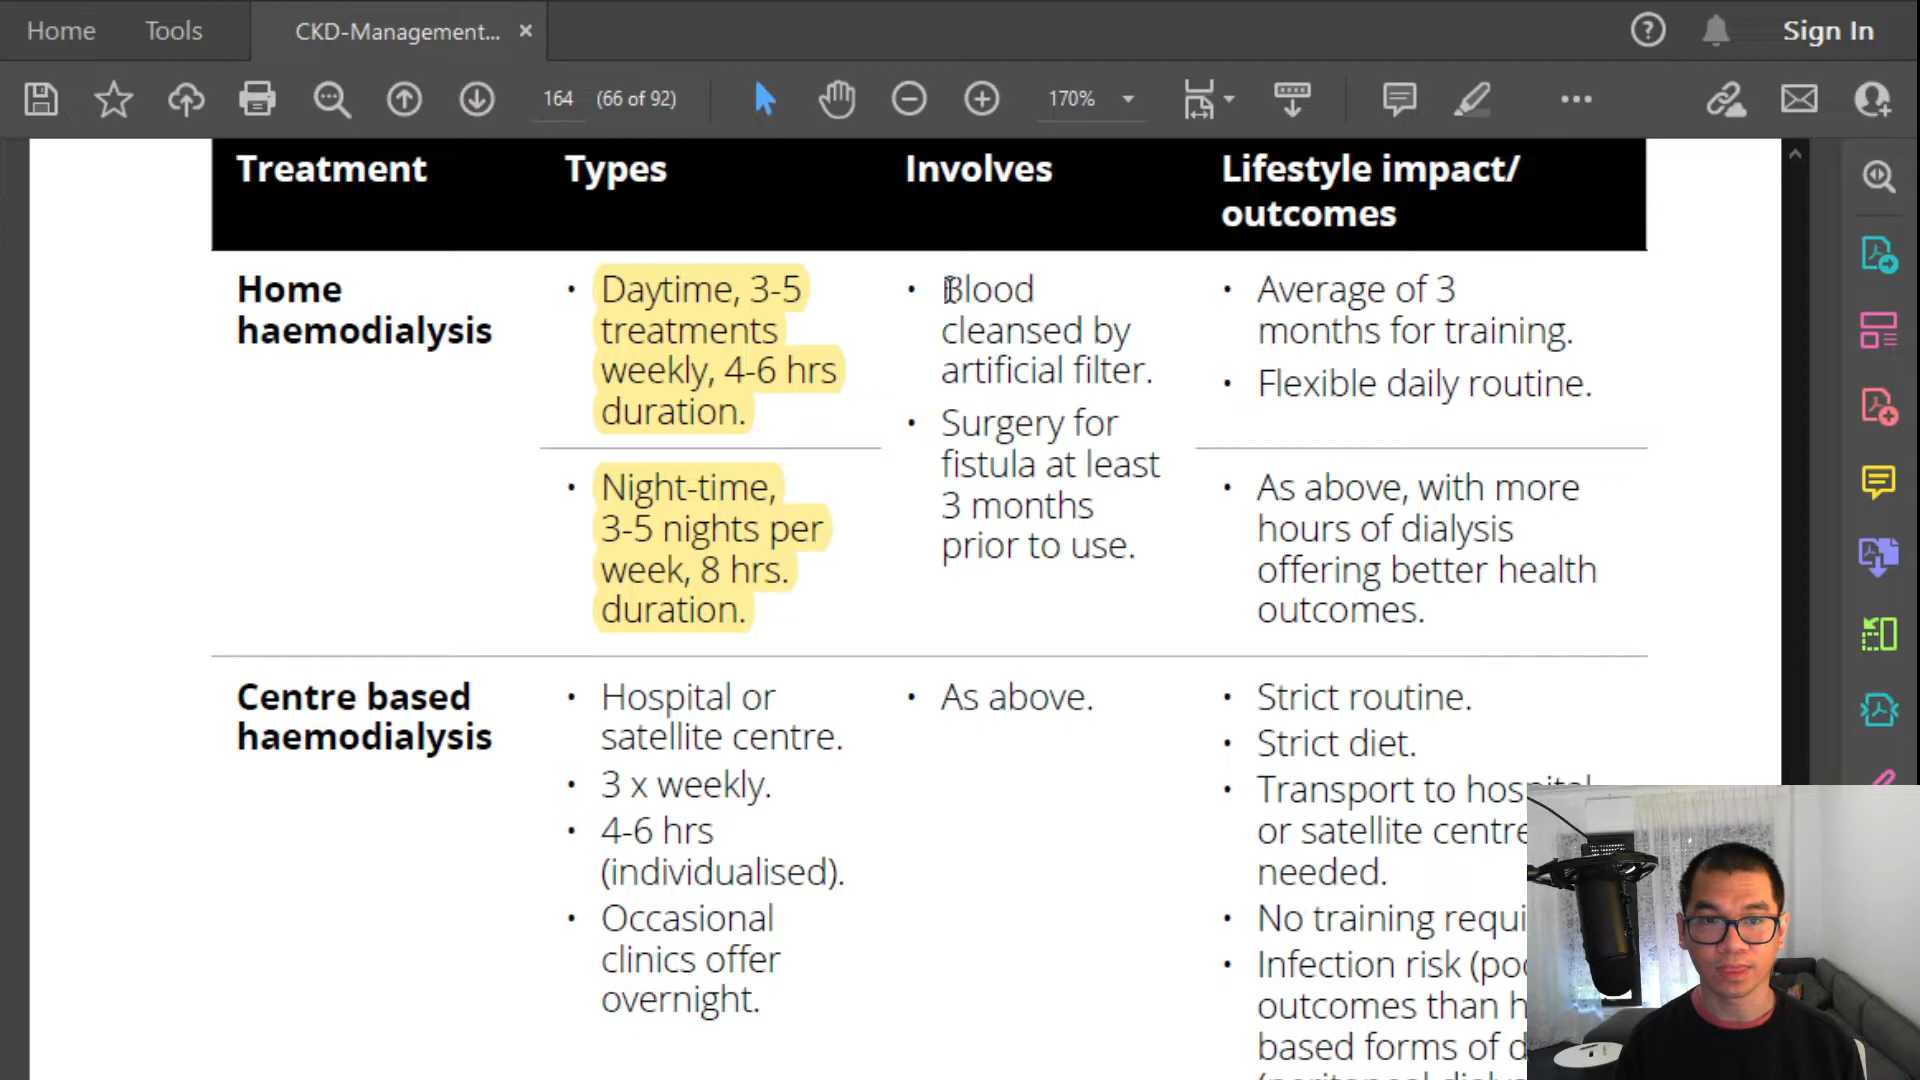 Home
Tools
CKD-Management...
Sign In
164 (66 of 92)
170%
Treatment
Types
Involves
Lifestyle impact/
outcomes
Home
haemodialysis
• Daytime, 3-5
treatments
weekly, 4-6 hrs
duration.
• Night-time,
3-5 nights per
week, 8 hrs.
duration.
• Blood
cleansed by
artificial filter.
• Surgery for
fistula at least
3 months
prior to use.
• Average of 3
months for training.
• Flexible daily routine.
• As above, with more
hours of dialysis
offering better health
outcomes.
Centre based
haemodialysis
• Hospital or
satellite centre.
• 3 x weekly.
• 4-6 hrs
(individualised).
• Occasional
clinics offer
overnight.
• As above.
• Strict routine.
• Strict diet.
• Transport to
or satellite centre
needed.
• No training
• Infection risk
outcomes than
based forms of